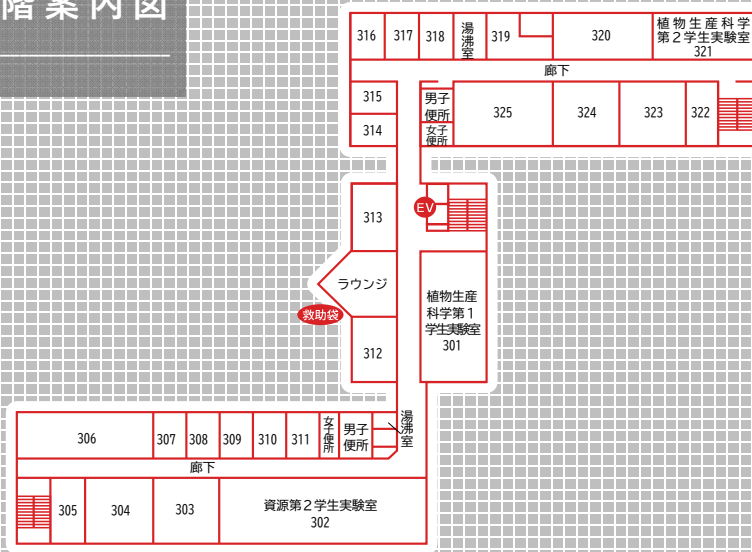 階案内図
316
317
318
湯沸室
319
320
植物生産科学
第２学生実験室
321
廊下
315
314
男子
便所
女子
便所
325
324
323
322
313
EV
ラウンジ
救助袋
312
植物生産
科学第１
学生実験室
301
306
307
308
309
310
311
女子便所
男子
便所
湯沸室
廊下
305
304
303
資源第２学生実験室
302